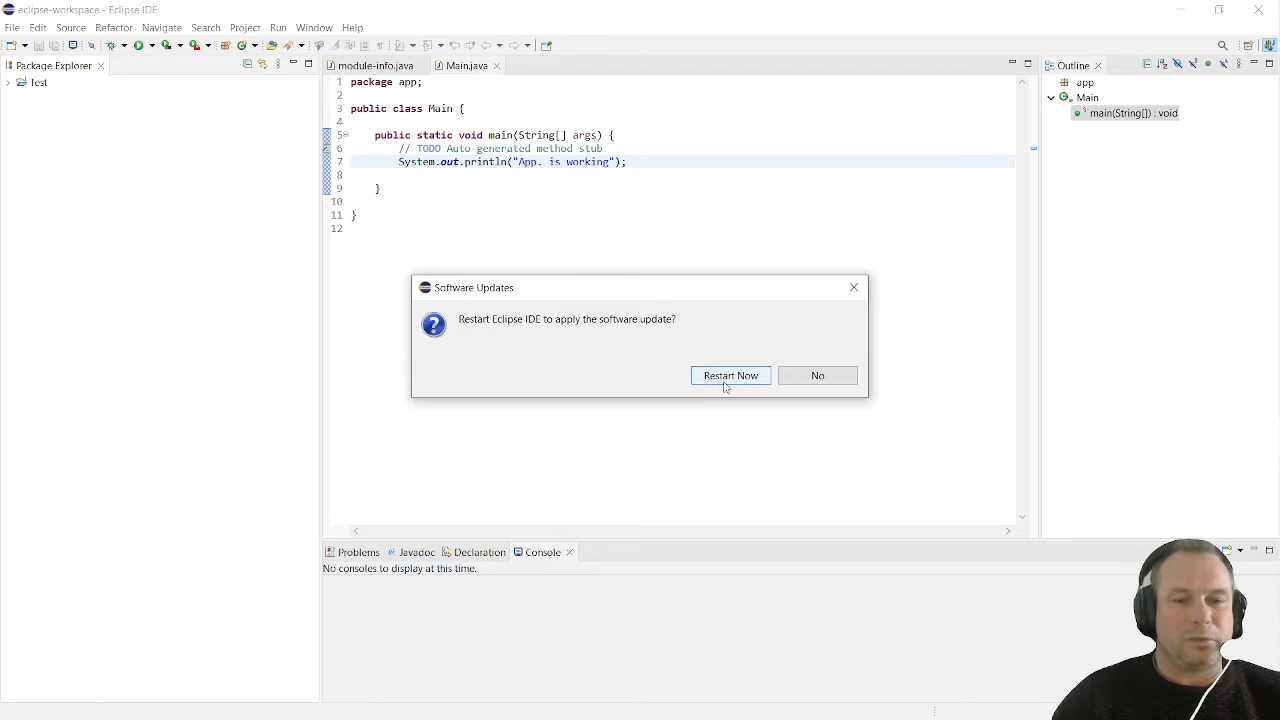 eclipse-workspace - Eclipse IDE
File Edit Source Refactor Navigate Search Project Run Window Help
Package Explorer
Test
module-info.java
Main.java
1 package app;
2
3 public class Main {
4
5 public static void main(String[] args) {
6 // TODO Auto-generated method stub
7 System.out.println("App. is working");
8
9 }
10
11 }
12
Outline
app
Main
main(String[]) : void
Software Updates
Restart Eclipse IDE to apply the software update?
Restart Now
No
Problems Javadoc Declaration Console
No consoles to display at this time.